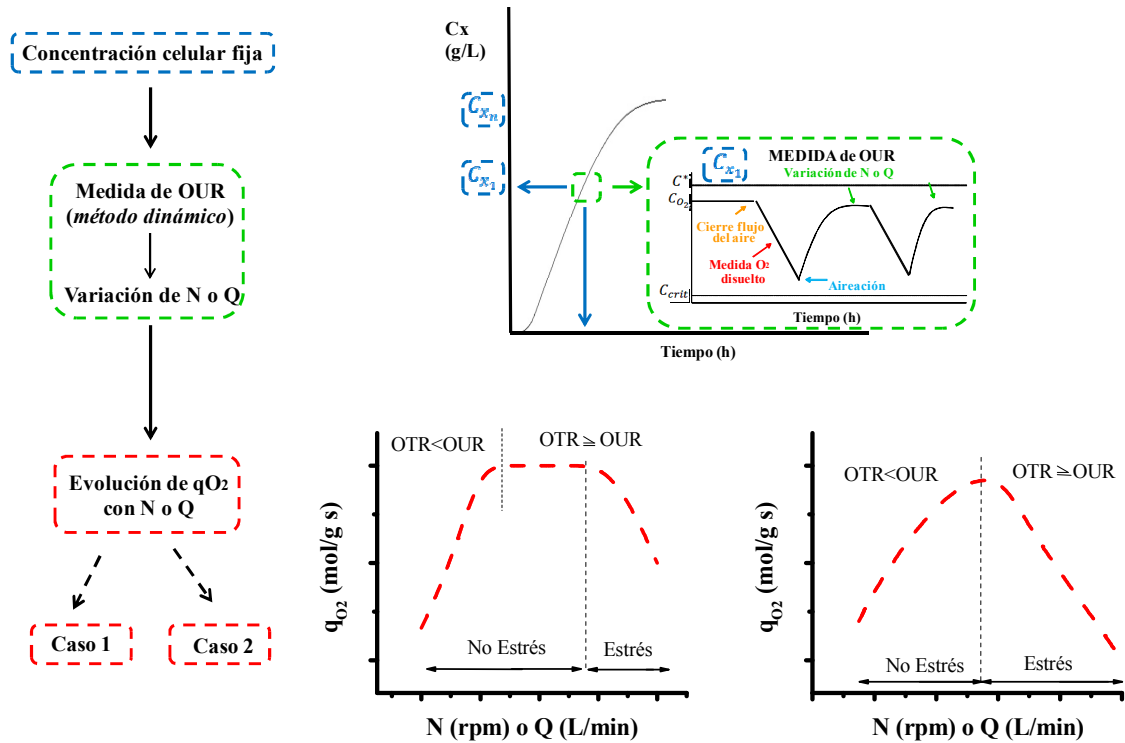 Concentración celular fija
Medida de OUR
(método dinámico)
Variación de N o Q
Evolución de qO2
con N o Q
Caso 1
Caso 2
Cx
(g/L)
Cxn
Cx1
Tiempo (h)
Cx1
MEDIDA de OUR
Variación de N o Q
C*
CO2
Cierre flujo
del aire
Medida O2
disuelto
Aireación
Ccrit
Tiempo (h)
OTR<OUR
OTR≧OUR
qO2 (mol/g s)
No Estrés
Estrés
N (rpm) o Q (L/min)
OTR<OUR
OTR≧OUR
qO2 (mol/g s)
No Estrés
Estrés
N (rpm) o Q (L/min)